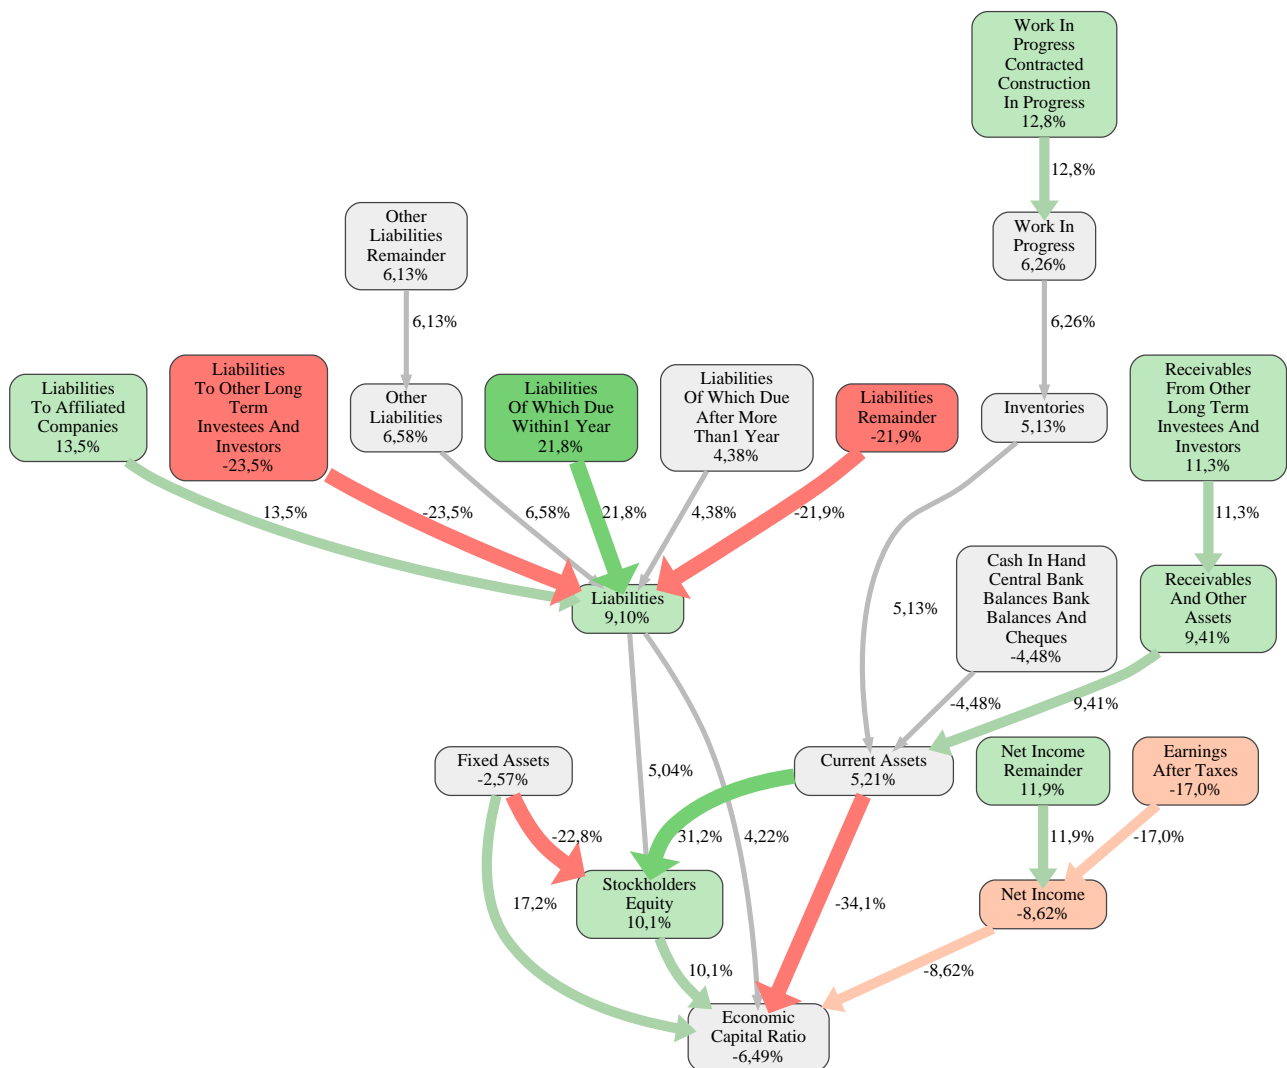 Work In
Progress
Contracted
Construction
In Progress
12,8%
12,8%
Other
Liabilities
Remainder
6,13%
Work In
Progress
6,26%
6,13%
6,26%
Liabilities
To Affiliated
Companies
13,5%
Liabilities
To Other Long
Term
Investees And
Investors
-23,5%
Other
Liabilities
6,58%
Liabilities
Of Which Due
Within1 Year
21,8%
Liabilities
Of Which Due
After More
Than1 Year
4,38%
Liabilities
Remainder
-21,9%
Inventories
5,13%
Receivables
From Other
Long Term
Investees And
Investors
11,3%
13,5%
-23,5%
6,58%
21,8%
4,38%
-21,9%
11,3%
Cash In Hand
Central Bank
Balances Bank
Balances And
Cheques
-4,48%
Receivables
And Other
Assets
9,41%
Liabilities
9,10%
5,13%
-4,48%
9,41%
Fixed Assets
-2,57%
5,04%
Current Assets
5,21%
Net Income
Remainder
11,9%
Earnings
After Taxes
-17,0%
-22,8%
31,2%
4,22%
11,9%
-17,0%
17,2%
Stockholders
Equity
10,1%
-34,1%
Net Income
-8,62%
10,1%
-8,62%
Economic
Capital Ratio
-6,49%